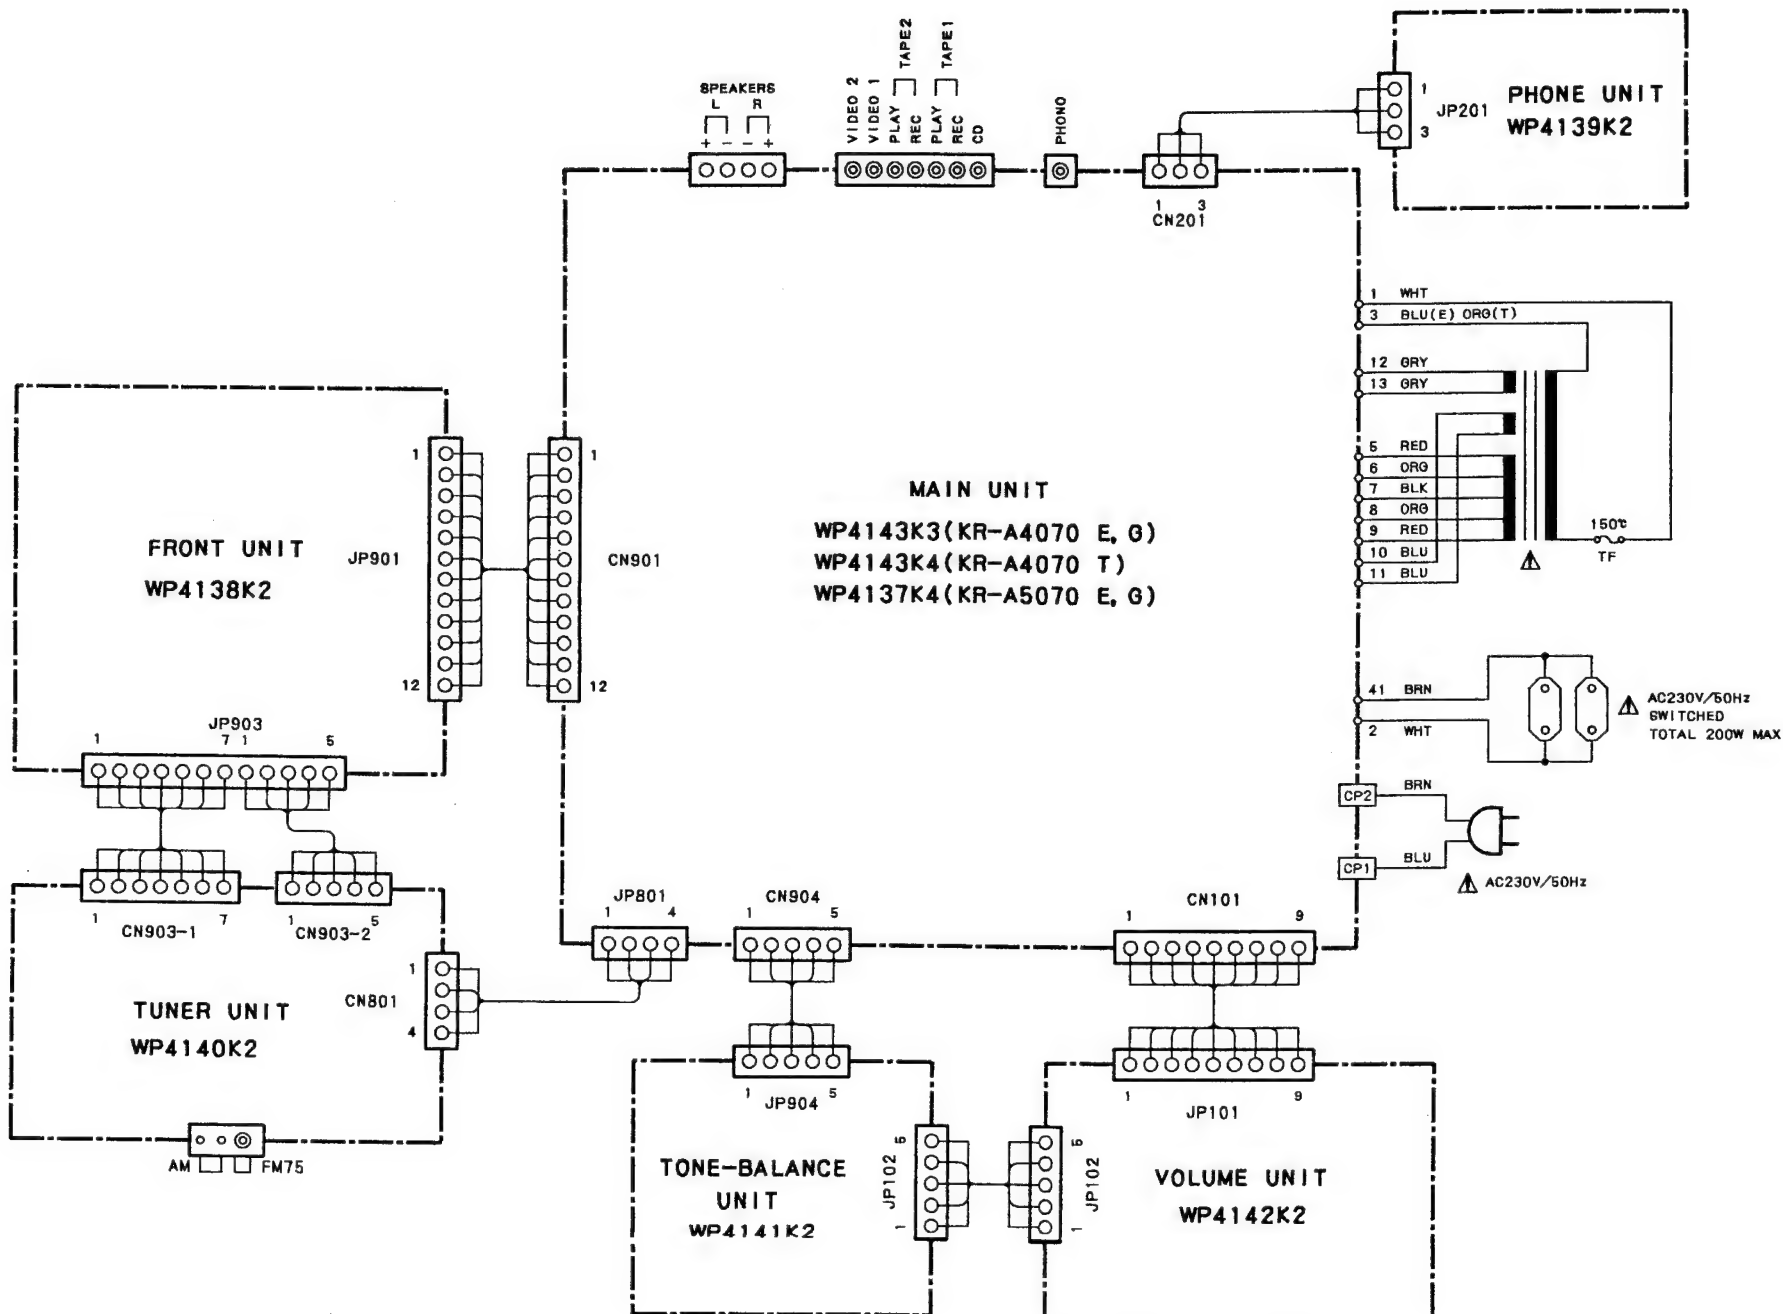 SPEAKERS
L R
+ - - +
VIDEO 2
VIDEO 1
PLAY
REC
TAPE2
PLAY
REC
TAPE1
CD
PHONO
1 3
CN201
1
JP201
3
PHONE UNIT
WP4139K2
1 WHT
3 BLU(E) ORG(T)
12 GRY
13 GRY
5 RED
6 ORG
7 BLK
8 ORG
9 RED
10 BLU
11 BLU
150℃
TF
41 BRN
2 WHT
AC230V/50Hz
SWITCHED
TOTAL 200W MAX
CP2 BRN
CP1 BLU
AC230V/50Hz
MAIN UNIT
WP4143K3(KR-A4070 E, G)
WP4143K4(KR-A4070 T)
WP4137K4(KR-A5070 E, G)
1
CN901
12
1
JP901
12
FRONT UNIT
WP4138K2
JP903
1 7 1 5
1 7
CN903-1
1 5
CN903-2
TUNER UNIT
WP4140K2
1
CN801
4
AM FM75
JP801
1 4
CN904
1 5
CN101
1 9
1 5
JP904
1 9
JP101
TONE-BALANCE
UNIT
WP4141K2
5
JP102
1
5
JP102
1
VOLUME UNIT
WP4142K2